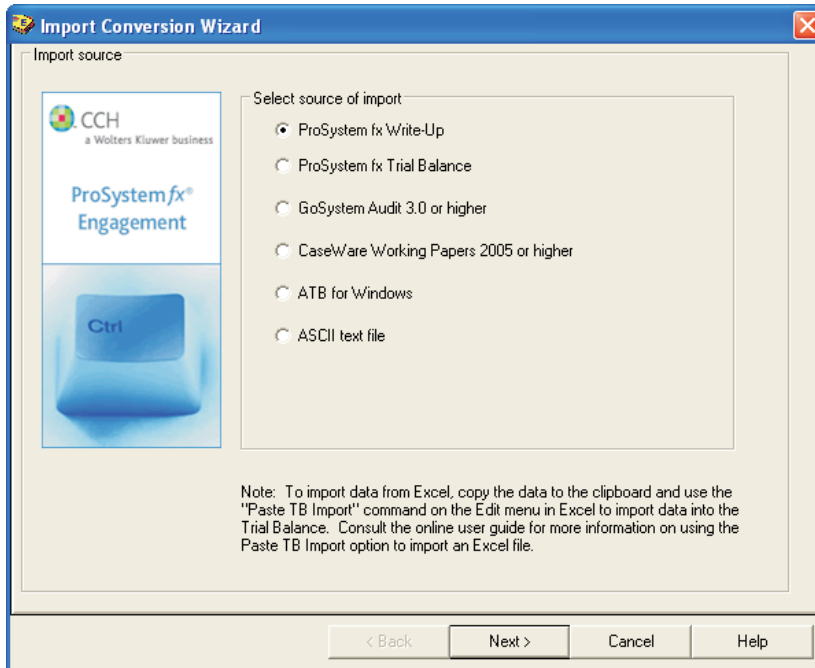 Import Conversion Wizard
Import source
CCH
a Wolters Kluwer business
ProSystem fx®
Engagement
Ctrl
Select source of import
ProSystem fx Write-Up
ProSystem fx Trial Balance
GoSystem Audit 3.0 or higher
CaseWare Working Papers 2005 or higher
ATB for Windows
ASCII text file
Note: To import data from Excel, copy the data to the clipboard and use the
"Paste TB Import" command on the Edit menu in Excel to import data into the
Trial Balance. Consult the online user guide for more information on using the
Paste TB Import option to import an Excel file.
< Back Next > Cancel Help